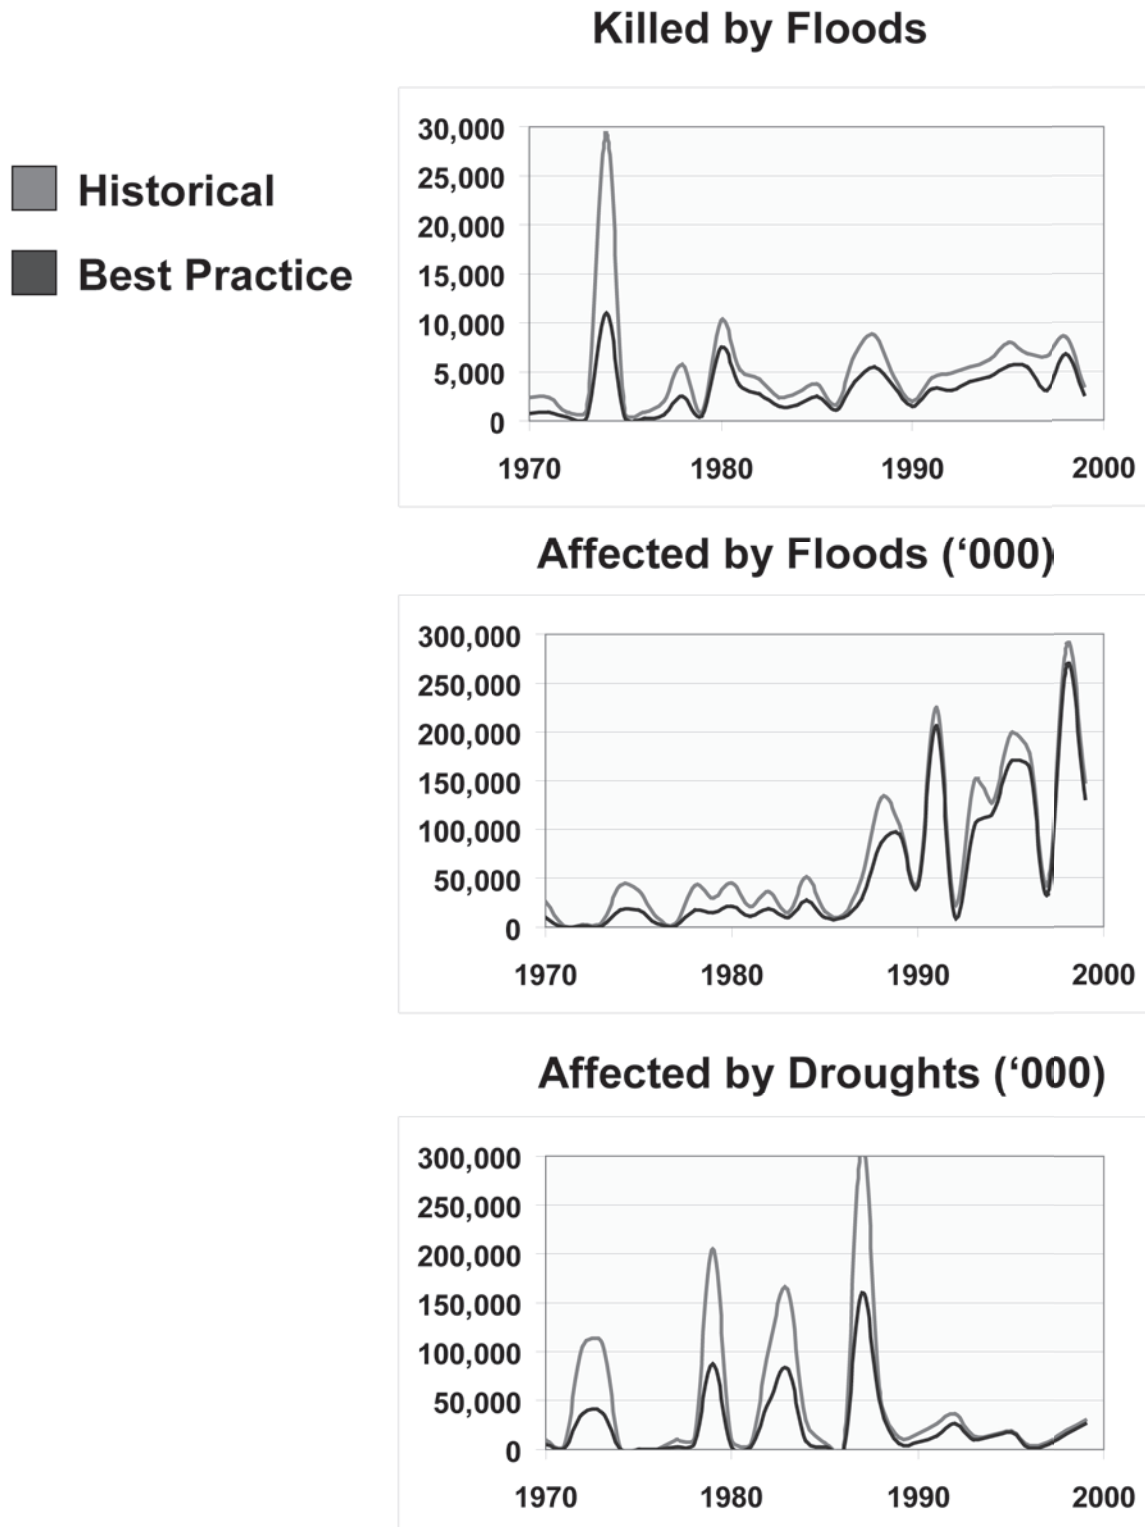 Killed by Floods
Historical
Best Practice
30,000
25,000
20,000
15,000
10,000
5,000
0
1970 1980 1990 2000
Affected by Floods (‘000)
300,000
250,000
200,000
150,000
100,000
50,000
0
1970 1980 1990 2000
Affected by Droughts (‘000)
300,000
250,000
200,000
150,000
100,000
50,000
0
1970 1980 1990 2000